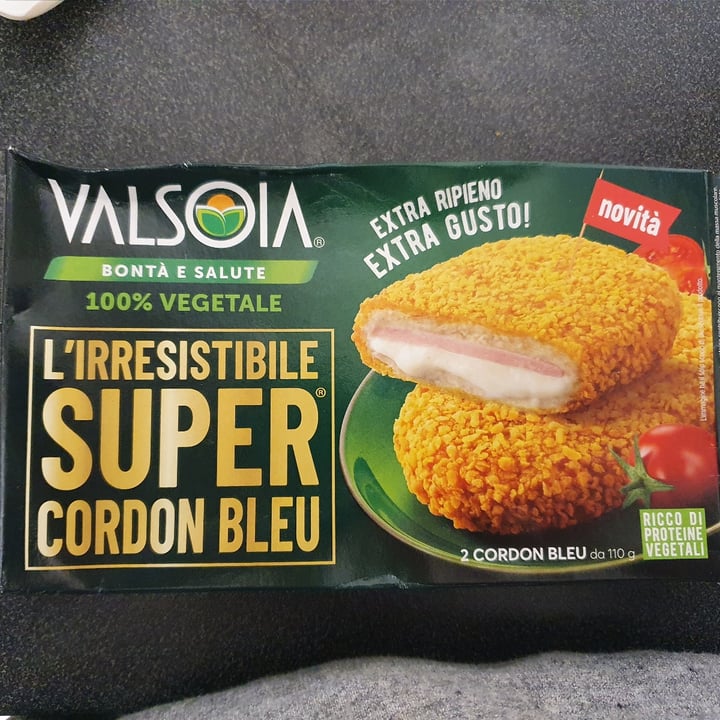 VALSOIA®
BONTÀ E SALUTE
100% VEGETALE
L'IRRESISTIBILE
SUPER®
CORDON BLEU
EXTRA RIPIENO
EXTRA GUSTO!
novità
2 CORDON BLEU da 110 g
RICCO DI
PROTEINE
VEGETALI